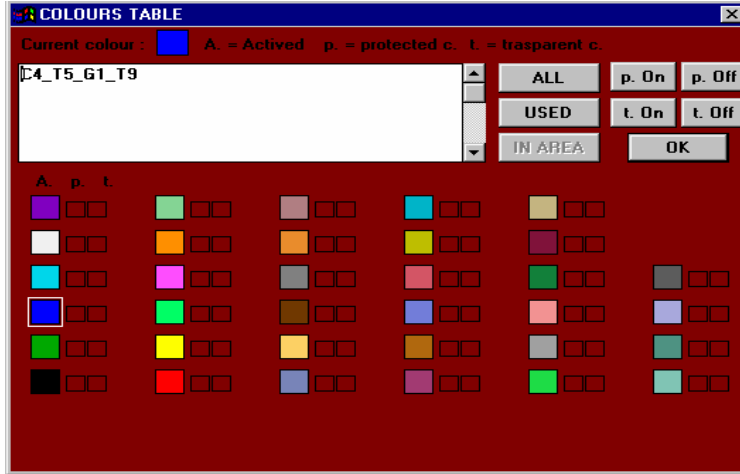 COLOURS TABLE
Current colour : A. = Actived p. = protected c. t. = trasparent c.
C4_T5_G1_T9
ALL p. On p. Off
USED t. On t. Off
IN AREA OK
A. p. t.